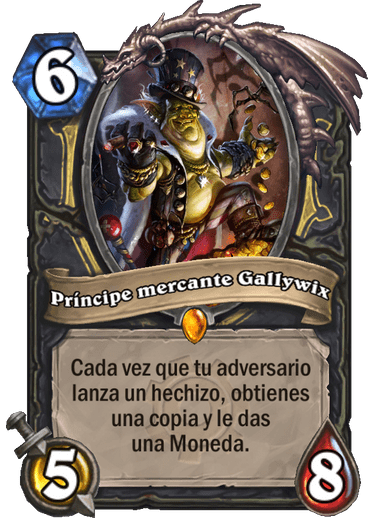 6
Príncipe mercante Gallywix
Cada vez que tu adversario
lanza un hechizo, obtienes
una copia y le das
una Moneda.
5
8